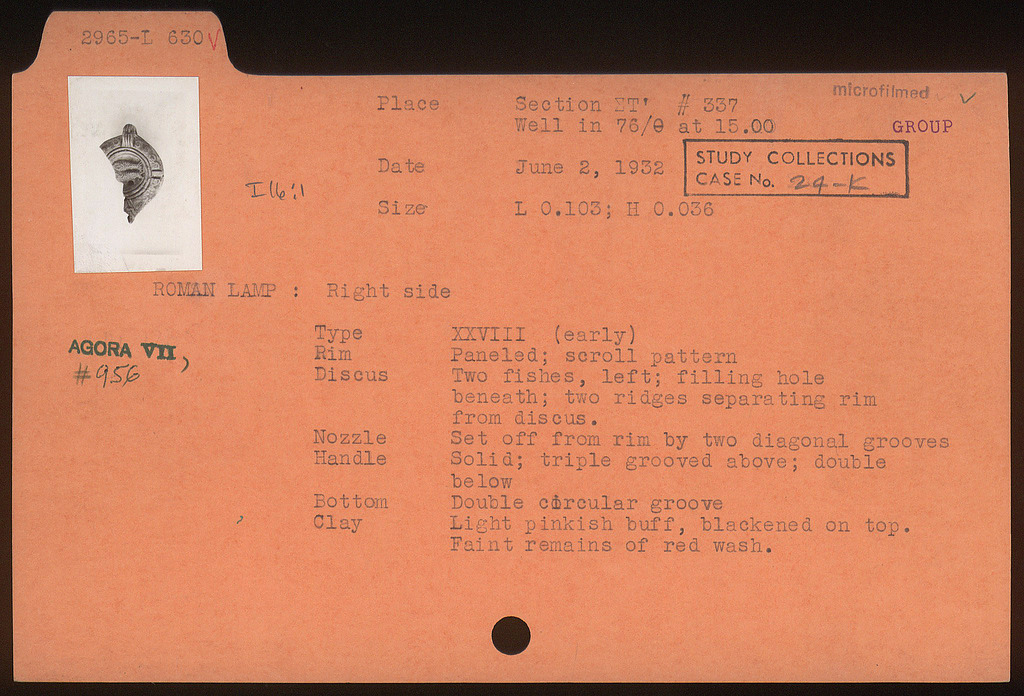 2965-L 630 √
microfilmed ✓
Place Section ΣΤ' # 337
Well in 76/Θ at 15.00
GROUP
Date June 2, 1932
STUDY COLLECTIONS
CASE No. 24-K
I16:1
Size L 0.103; H 0.036
ROMAN LAMP : Right side
Type XXVIII (early)
AGORA VII,
#956
Rim Paneled; scroll pattern
Discus Two fishes, left; filling hole
beneath; two ridges separating rim
from discus.
Nozzle Set off from rim by two diagonal grooves
Handle Solid; triple grooved above; double
below
Bottom Double circular groove
Clay Light pinkish buff, blackened on top.
Faint remains of red wash.